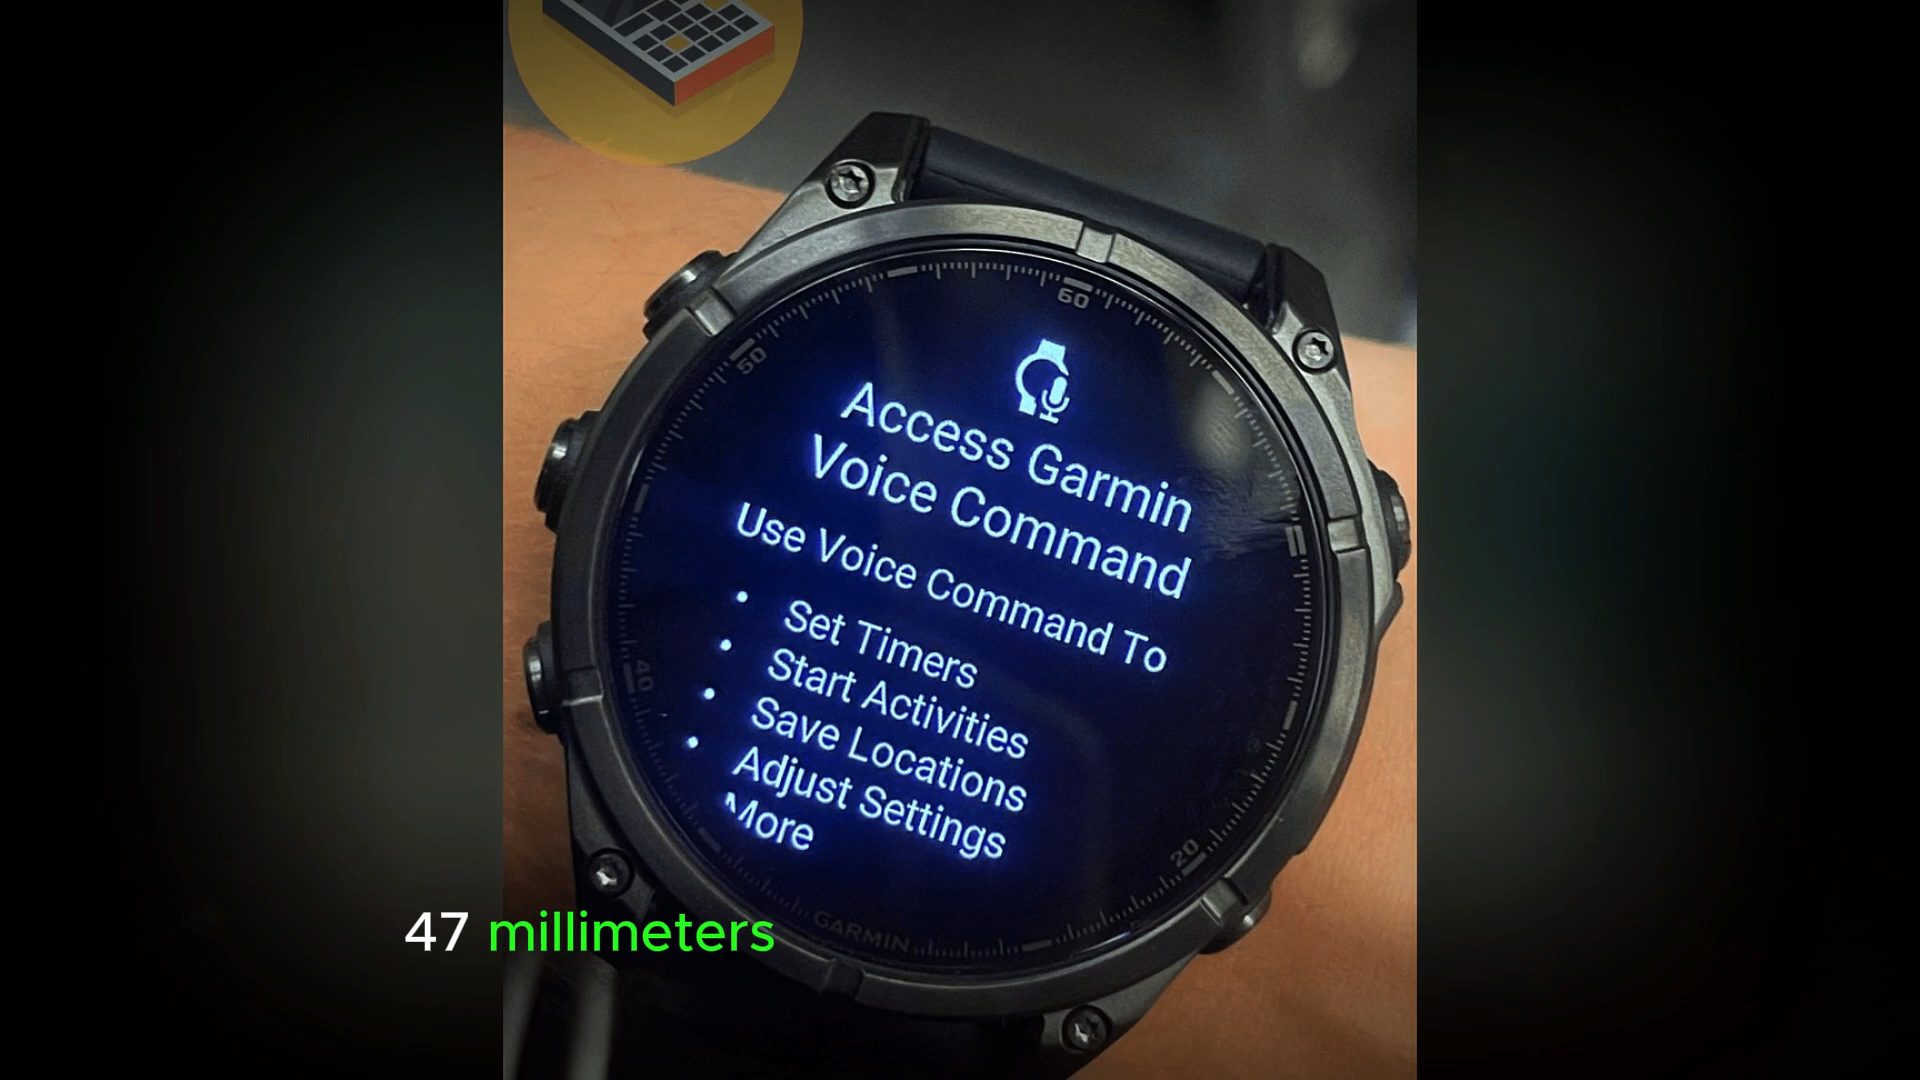 60
50
Access Garmin
Voice Command
Use Voice Command To
• Set Timers
• Start Activities
• Save Locations
• Adjust Settings
More
40
20
GARMIN
47 millimeters